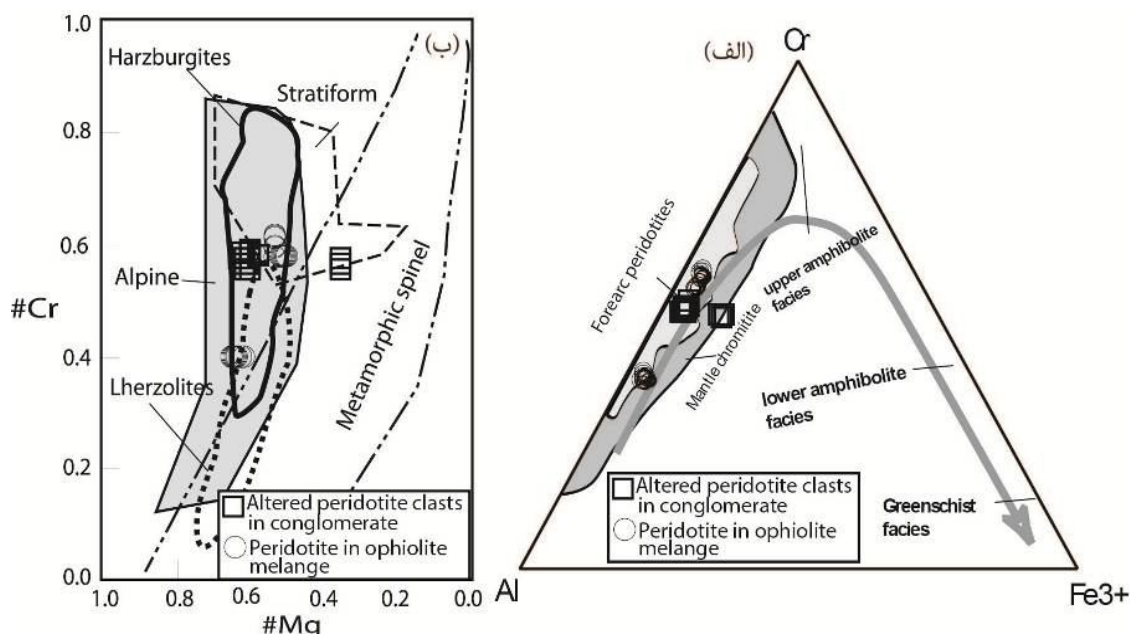 (ب)
1.0
0.8
0.6
0.4
0.2
0.0
#Cr
Harzburgites
Stratiform
Alpine
Lherzolites
Metamorphic spinel
Altered peridotite clasts
in conglomerate
Peridotite in ophiolite
melange
1.0
0.8
0.6
0.4
0.2
0.0
#Mg
(الف)
Cr
Forearc peridotites
upper amphibolite
facies
Mantle chromitite
lower amphibolite
facies
Greenschist
facies
Altered peridotite clasts
in conglomerate
Peridotite in ophiolite
melange
Al
Fe3+